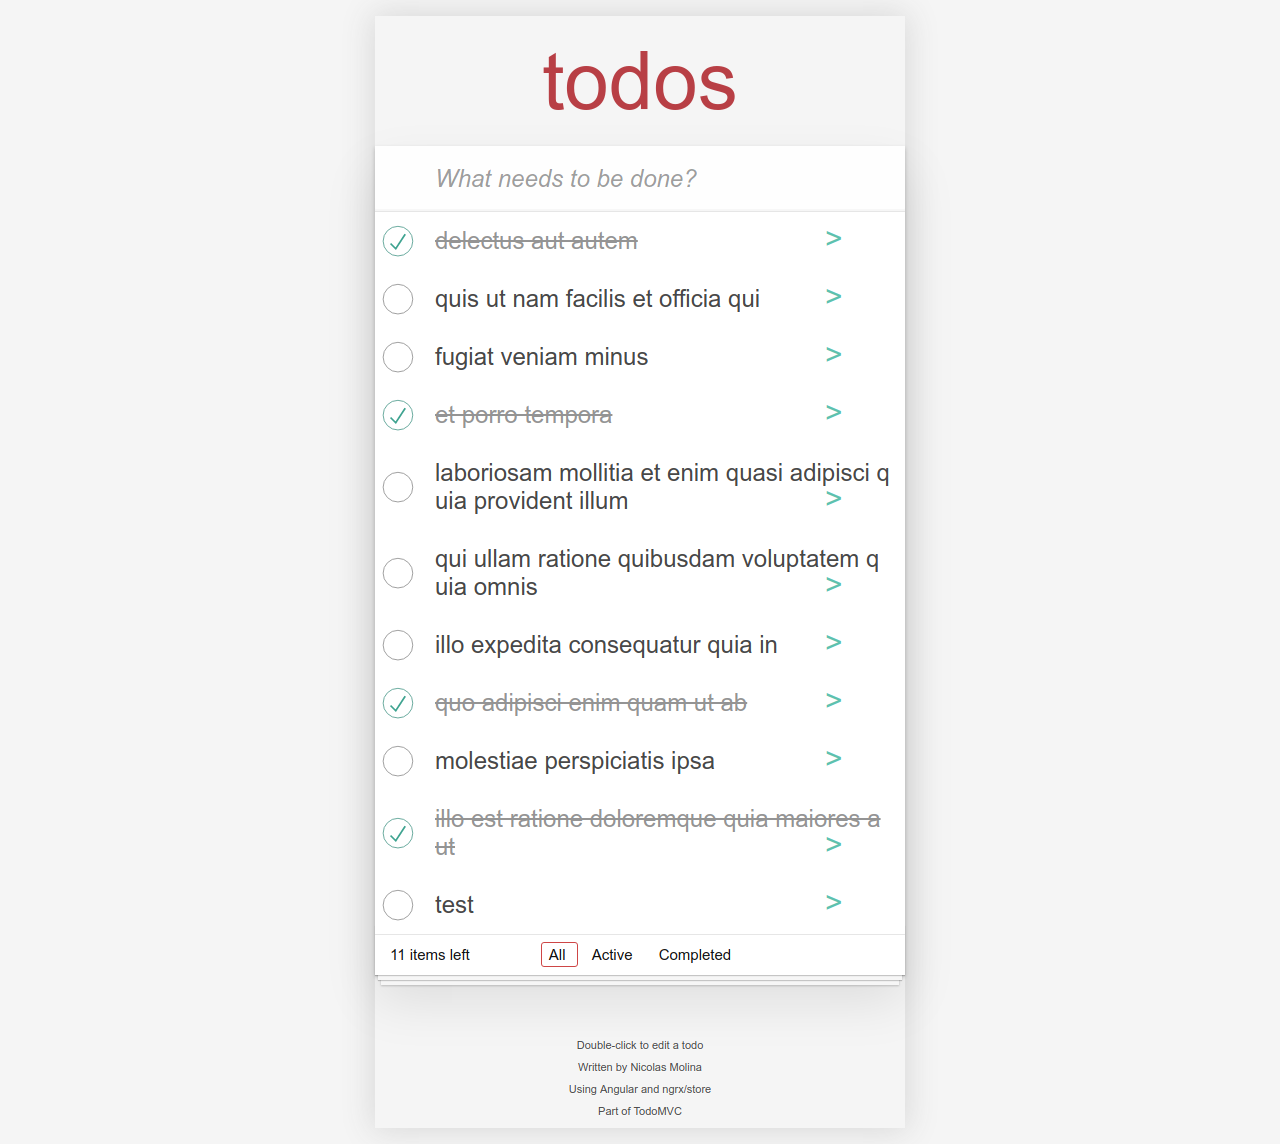 todos
What needs to be done?
delectus aut autem >
quis ut nam facilis et officia qui >
fugiat veniam minus >
et porro tempora >
laboriosam mollitia et enim quasi adipisci q
uia provident illum >
qui ullam ratione quibusdam voluptatem q
uia omnis >
illo expedita consequatur quia in >
quo adipisci enim quam ut ab >
molestiae perspiciatis ipsa >
illo est ratione doloremque quia maiores a
ut >
test >
11 items left All Active Completed
Double-click to edit a todo
Written by Nicolas Molina
Using Angular and ngrx/store
Part of TodoMVC